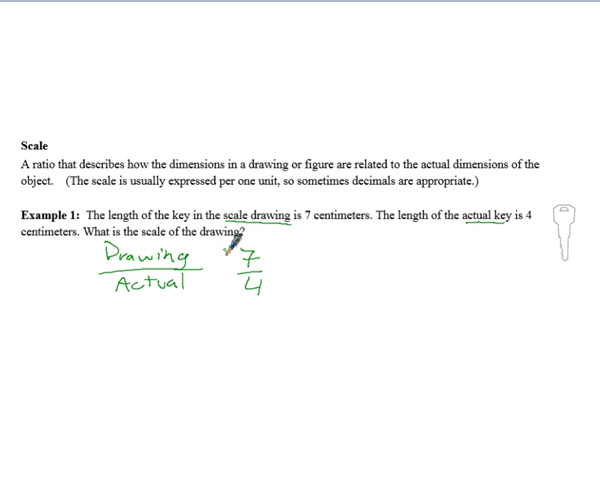 Scale
A ratio that describes how the dimensions in a drawing or figure are related to the actual dimensions of the
object. (The scale is usually expressed per one unit, so sometimes decimals are appropriate.)
Example 1: The length of the key in the scale drawing is 7 centimeters. The length of the actual key is 4
centimeters. What is the scale of the drawing?
Drawing 7
Actual 4